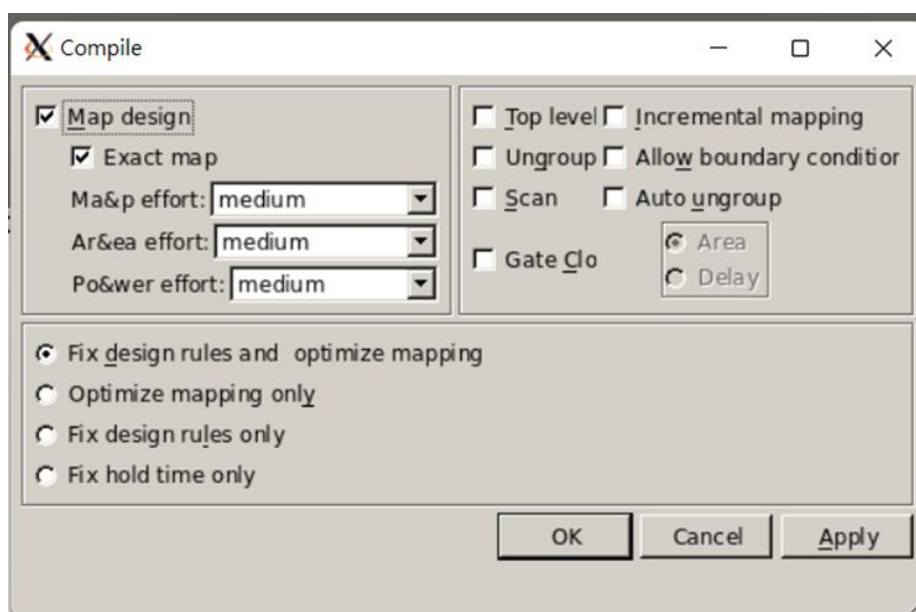 Compile
Map design
Exact map
Ma&p effort: medium
Ar&ea effort: medium
Po&wer effort: medium
Top level Incremental mapping
Ungroup Allow boundary condition
Scan Auto ungroup
Gate Clo
Area
Delay
Fix design rules and optimize mapping
Optimize mapping only
Fix design rules only
Fix hold time only
OK Cancel Apply